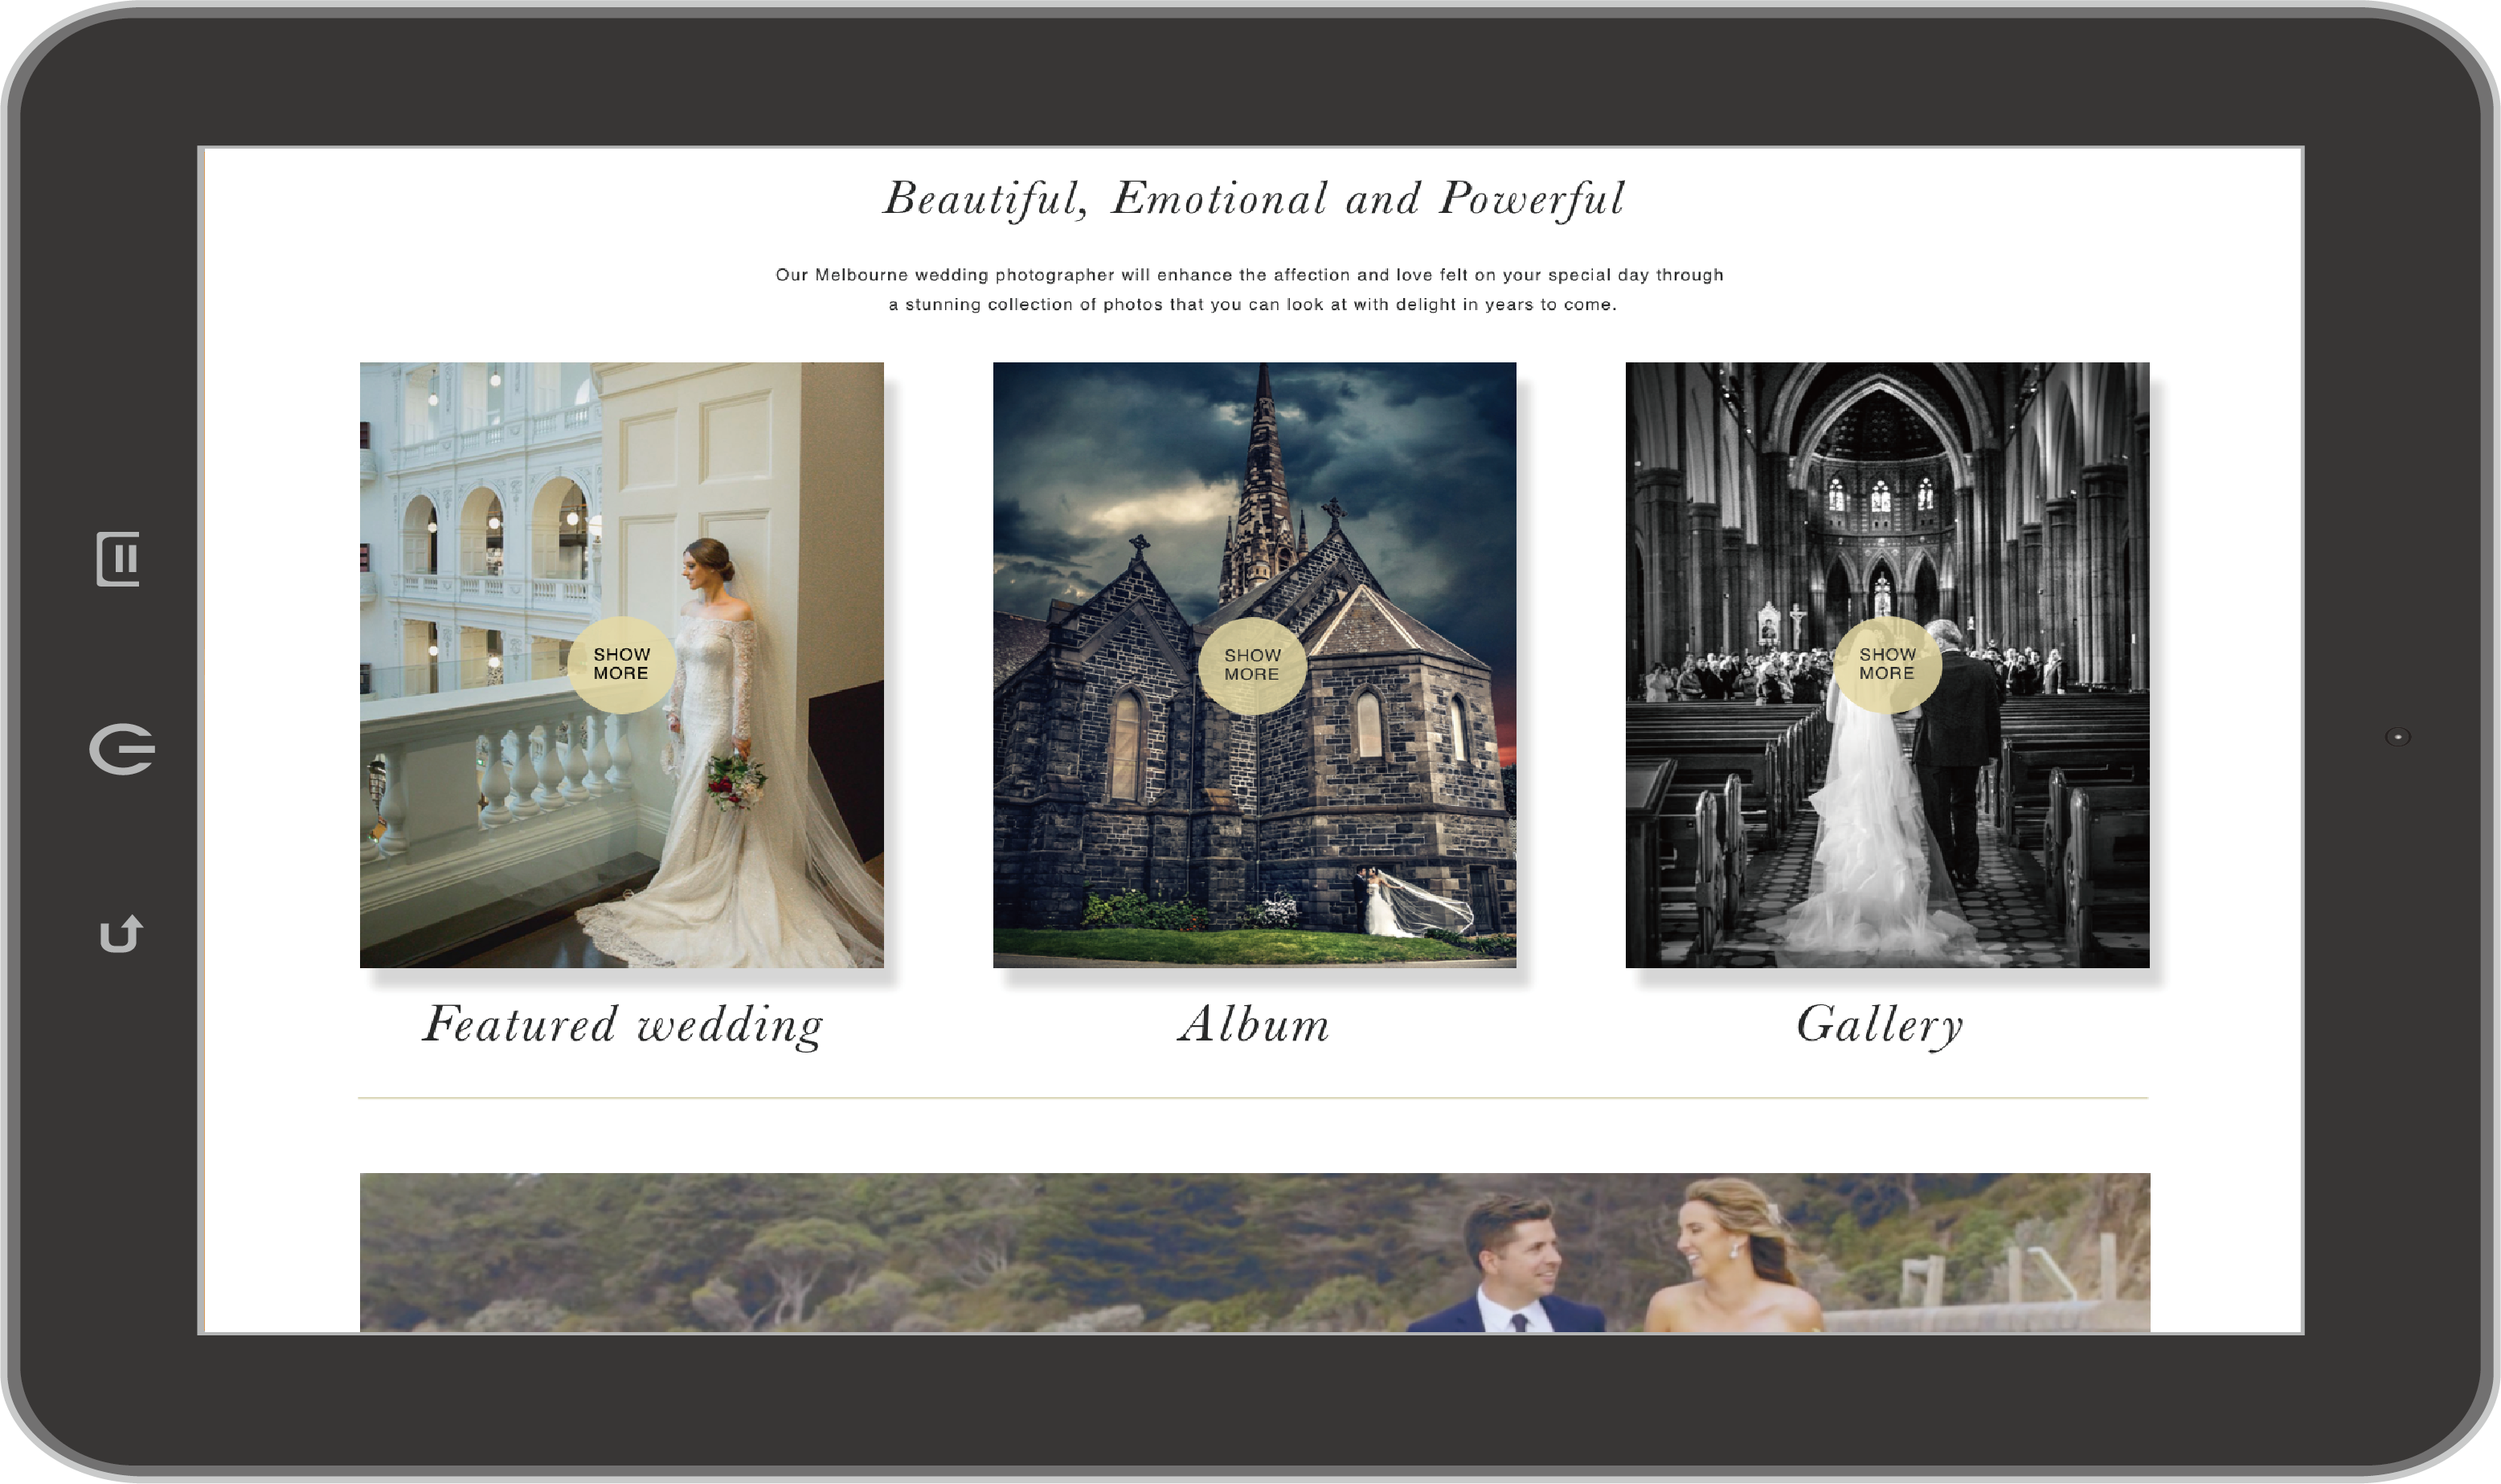 Beautiful, Emotional and Powerful
Our Melbourne wedding photographer will enhance the affection and love felt on your special day through
a stunning collection of photos that you can look at with delight in years to come.
SHOW
MORE
SHOW
MORE
SHOW
MORE
Featured wedding
Album
Gallery